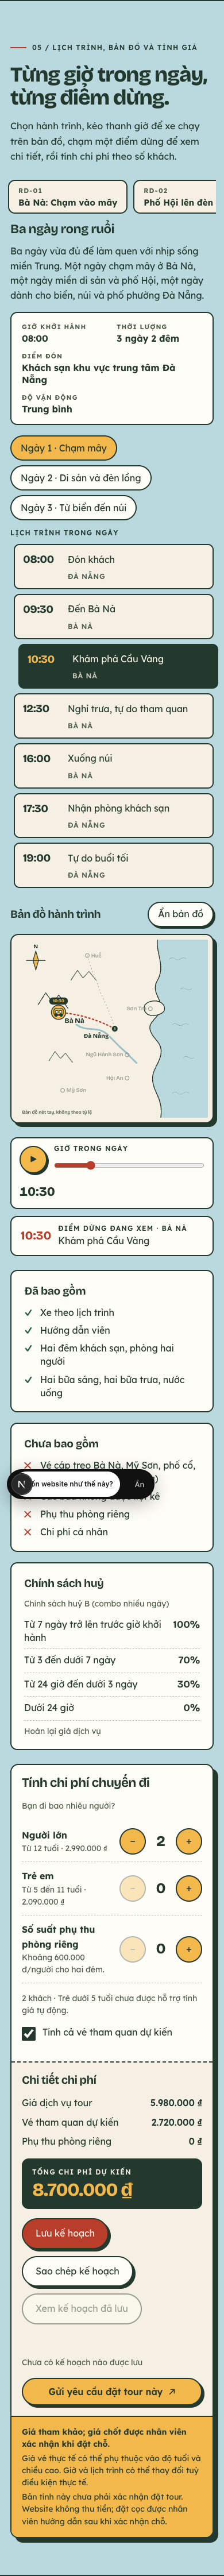 05 / LỊCH TRÌNH, BẢN ĐỒ VÀ TÍNH GIÁ
Từng giờ trong ngày,
từng điểm dừng.
Chọn hành trình, kéo thanh giờ để xe chạy
trên bản đồ, chạm một điểm dừng để xem
chi tiết, rồi tính chi phí theo số khách.
RD-01
Bà Nà: Chạm vào mây
RD-02
Phố Hội lên đèn
Ba ngày rong ruổi
Ba ngày vừa đủ để làm quen với nhịp sống
miền Trung. Một ngày chạm mây ở Bà Nà,
một ngày miền di sản và phố Hội, một ngày
dành cho biển, núi và phố phường Đà Nẵng.
GIỜ KHỞI HÀNH
08:00
THỜI LƯỢNG
3 ngày 2 đêm
ĐIỂM ĐÓN
Khách sạn khu vực trung tâm Đà
Nẵng
ĐỘ VẬN ĐỘNG
Trung bình
Ngày 1 · Chạm mây
Ngày 2 · Di sản và đèn lồng
Ngày 3 · Từ biển đến núi
LỊCH TRÌNH TRONG NGÀY
08:00 Đón khách
ĐÀ NẴNG
09:30 Đến Bà Nà
BÀ NÀ
10:30 Khám phá Cầu Vàng
BÀ NÀ
12:30 Nghỉ trưa, tự do tham quan
BÀ NÀ
16:00 Xuống núi
BÀ NÀ
17:30 Nhận phòng khách sạn
ĐÀ NẴNG
19:00 Tự do buổi tối
ĐÀ NẴNG
Bản đồ hành trình
Ẩn bản đồ
N
Huế
10:30
Bà Nà
Sơn Trà
Đà Nẵng
Ngũ Hành Sơn
Hội An
Mỹ Sơn
Bản đồ nét tay, không theo tỷ lệ
GIỜ TRONG NGÀY
10:30
10:30
ĐIỂM DỪNG ĐANG XEM · BÀ NÀ
Khám phá Cầu Vàng
Đã bao gồm
Xe theo lịch trình
Hướng dẫn viên
Hai đêm khách sạn, phòng hai
người
Hai bữa sáng, hai bữa trưa, nước
uống
Chưa bao gồm
Vé cáp treo Bà Nà, Mỹ Sơn, phố cổ,
N
website như thế này?
Ẩn
Phụ thu phòng riêng
Chi phí cá nhân
Chính sách huỷ
Chính sách huỷ B (combo nhiều ngày)
Từ 7 ngày trở lên trước giờ khởi
hành
100%
Từ 3 đến dưới 7 ngày 70%
Từ 24 giờ đến dưới 3 ngày 30%
Dưới 24 giờ 0%
Hoàn lại giá dịch vụ
Tính chi phí chuyến đi
Bạn đi bao nhiêu người?
Người lớn
Từ 12 tuổi · 2.990.000 ₫
− 2 +
Trẻ em
Từ 5 đến 11 tuổi ·
2.090.000 ₫
− 0 +
Số suất phụ thu
phòng riêng
Khoảng 600.000
đ/người cho hai đêm.
− 0 +
2 khách · Trẻ dưới 5 tuổi chưa được hỗ trợ tính
giá tự động.
Tính cả vé tham quan dự kiến
Chi tiết chi phí
Giá dịch vụ tour 5.980.000 ₫
Vé tham quan dự kiến 2.720.000 ₫
Phụ thu phòng riêng 0 ₫
TỔNG CHI PHÍ DỰ KIẾN
8.700.000 ₫
Lưu kế hoạch
Sao chép kế hoạch
Xem kế hoạch đã lưu
Chưa có kế hoạch nào được lưu
Gửi yêu cầu đặt tour này ↗
Giá tham khảo; giá chốt được nhân viên
xác nhận khi đặt chỗ.
Giá vé thực tế có thể phụ thuộc vào độ tuổi và
chiều cao. Giờ và lịch trình có thể thay đổi tuỳ
điều kiện thực tế.
Bản tính này chưa phải xác nhận đặt tour.
Website không thu tiền; đặt cọc được nhân
viên hướng dẫn sau khi xác nhận chỗ.